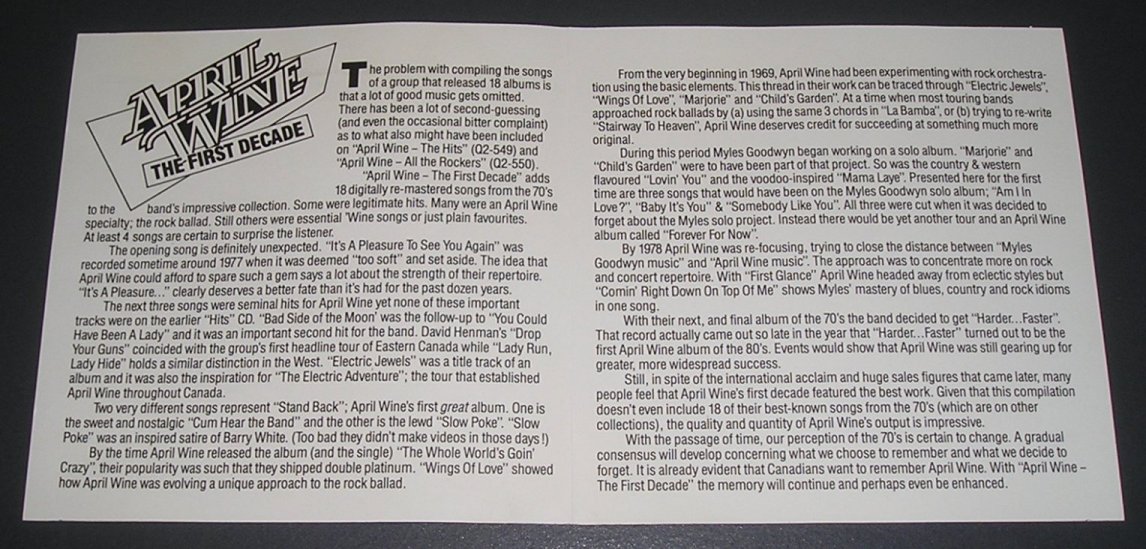 APRIL
WINE
THE FIRST DECADE
The problem with compiling the songs
of a group that released 18 albums is
that a lot of good music gets omitted.
There has been a lot of second-guessing
(and even the occasional bitter complaint)
as to what also might have been included
on "April Wine – The Hits" (Q2-549) and
"April Wine – All the Rockers" (Q2-550).
"April Wine – The First Decade" adds
18 digitally re-mastered songs from the 70's
to the band's impressive collection. Some were legitimate hits. Many were an April Wine
specialty; the rock ballad. Still others were essential 'Wine songs or just plain favourites.
At least 4 songs are certain to surprise the listener.
The opening song is definitely unexpected. "It's A Pleasure To See You Again" was
recorded sometime around 1977 when it was deemed "too soft" and set aside. The idea that
April Wine could afford to spare such a gem says a lot about the strength of their repertoire.
"It's A Pleasure..." clearly deserves a better fate than it's had for the past dozen years.
The next three songs were seminal hits for April Wine yet none of these important
tracks were on the earlier "Hits" CD. "Bad Side of the Moon' was the follow-up to "You Could
Have Been A Lady" and it was an important second hit for the band. David Henman's "Drop
Your Guns" coincided with the group's first headline tour of Eastern Canada while "Lady Run,
Lady Hide" holds a similar distinction in the West. "Electric Jewels" was a title track of an
album and it was also the inspiration for "The Electric Adventure"; the tour that established
April Wine throughout Canada.
Two very different songs represent "Stand Back"; April Wine's first great album. One is
the sweet and nostalgic "Cum Hear the Band" and the other is the lewd "Slow Poke". "Slow
Poke" was an inspired satire of Barry White. (Too bad they didn't make videos in those days!)
By the time April Wine released the album (and the single) "The Whole World's Goin'
Crazy", their popularity was such that they shipped double platinum. "Wings Of Love" showed
how April Wine was evolving a unique approach to the rock ballad.
From the very beginning in 1969, April Wine had been experimenting with rock orchestra-
tion using the basic elements. This thread in their work can be traced through "Electric Jewels",
"Wings Of Love", "Marjorie" and "Child's Garden". At a time when most touring bands
approached rock ballads by (a) using the same 3 chords in "La Bamba", or (b) trying to re-write
"Stairway To Heaven", April Wine deserves credit for succeeding at something much more
original.
During this period Myles Goodwyn began working on a solo album. "Marjorie" and
"Child's Garden" were to have been part of that project. So was the country & western
flavoured "Lovin' You" and the voodoo-inspired "Mama Laye". Presented here for the first
time are three songs that would have been on the Myles Goodwyn solo album; "Am I In
Love?", "Baby It's You" & "Somebody Like You". All three were cut when it was decided to
forget about the Myles solo project. Instead there would be yet another tour and an April Wine
album called "Forever For Now".
By 1978 April Wine was re-focusing, trying to close the distance between "Myles
Goodwyn music" and "April Wine music". The approach was to concentrate more on rock
and concert repertoire. With "First Glance" April Wine headed away from eclectic styles but
"Comin' Right Down On Top Of Me" shows Myles' mastery of blues, country and rock idioms
in one song.
With their next, and final album of the 70's the band decided to get "Harder...Faster".
That record actually came out so late in the year that "Harder...Faster" turned out to be the
first April Wine album of the 80's. Events would show that April Wine was still gearing up for
greater, more widespread success.
Still, in spite of the international acclaim and huge sales figures that came later, many
people feel that April Wine's first decade featured the best work. Given that this compilation
doesn't even include 18 of their best-known songs from the 70's (which are on other
collections), the quality and quantity of April Wine's output is impressive.
With the passage of time, our perception of the 70's is certain to change. A gradual
consensus will develop concerning what we choose to remember and what we decide to
forget. It is already evident that Canadians want to remember April Wine. With "April Wine –
The First Decade" the memory will continue and perhaps even be enhanced.